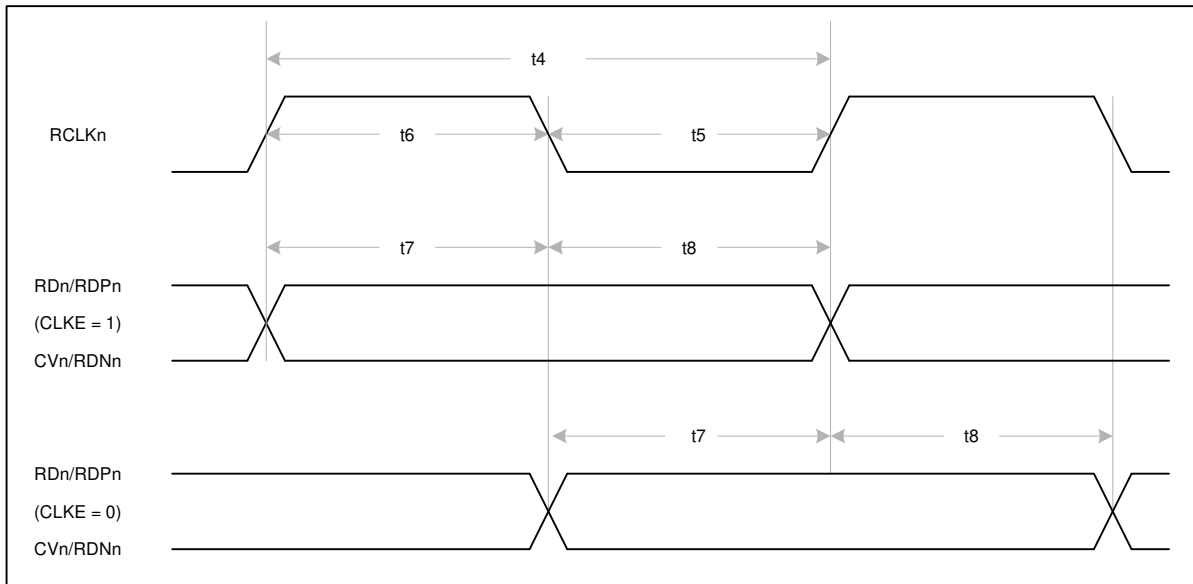 t4
RCLKn
t6
t5
t7
t8
RDn/RDPn
(CLKE = 1)
CVn/RDNn
t7
t8
RDn/RDPn
(CLKE = 0)
CVn/RDNn